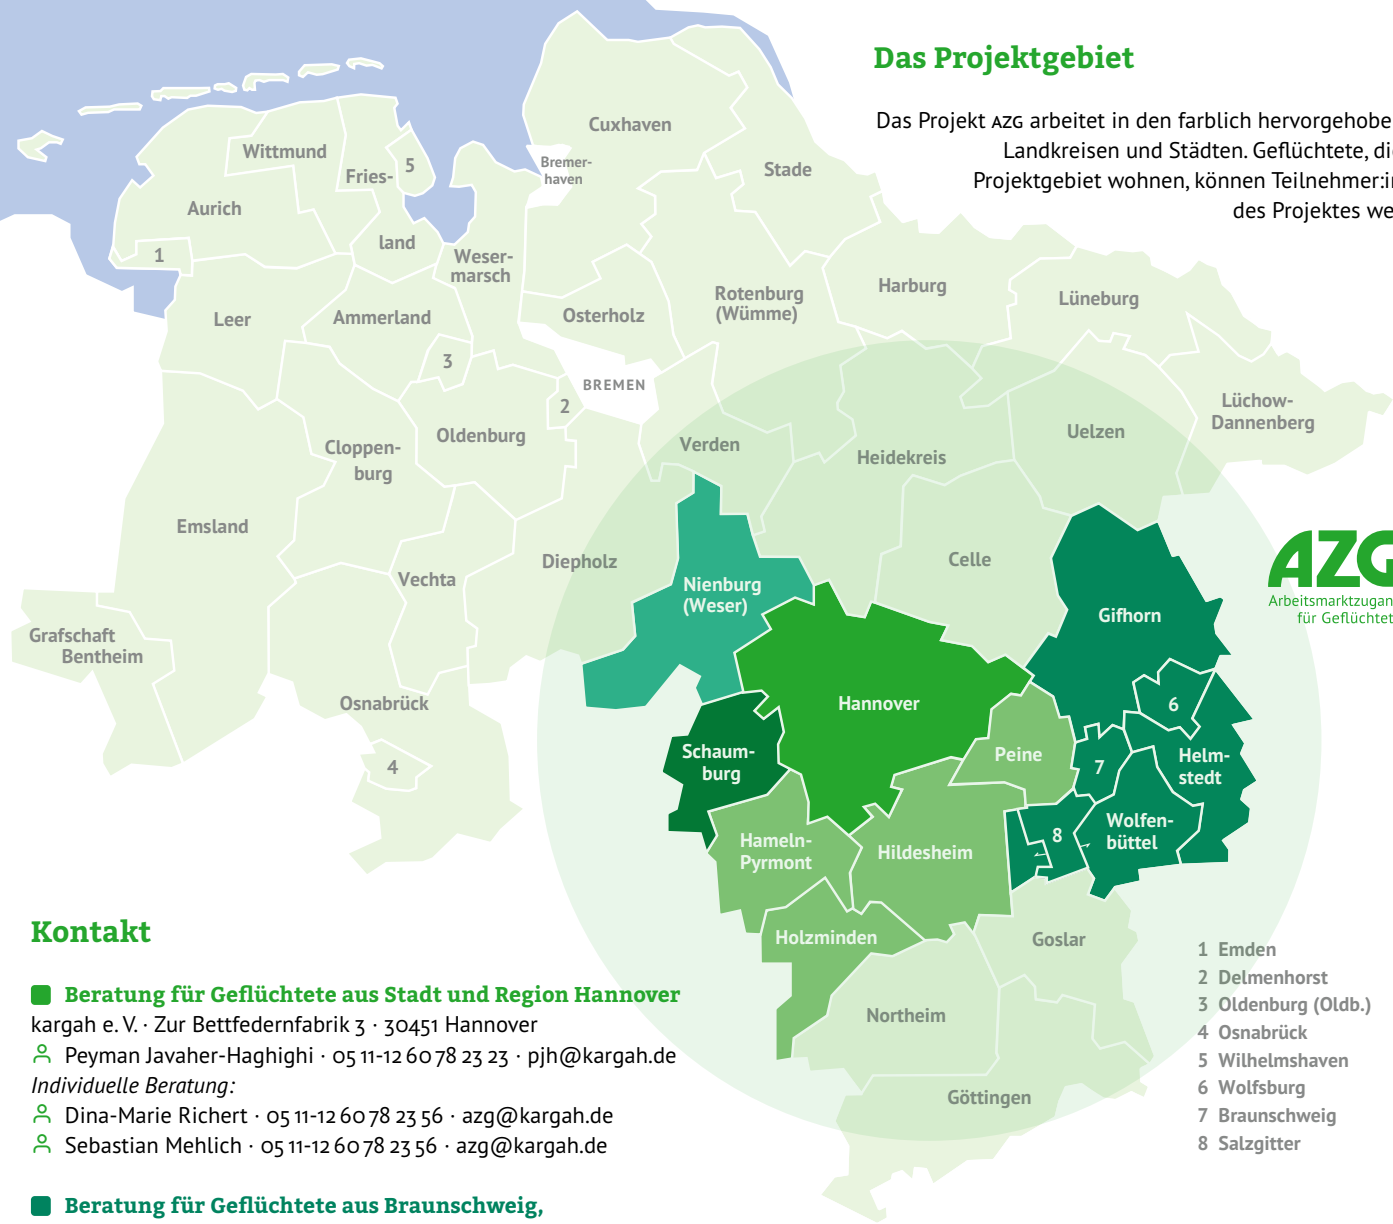 Das Projektgebiet
Das Projekt AZG arbeitet in den farblich hervorgehobe
Landkreisen und Städten. Geflüchtete, die
Projektgebiet wohnen, können Teilnehmer:in
des Projektes we
Cuxhaven
Wittmund
Bremer-
haven
5
Fries-
Stade
Aurich
land
1
Weser-
marsch
Harburg
Rotenburg
(Wümme)
Lüneburg
Leer
Ammerland
Osterholz
3
BREMEN
2
Lüchow-
Dannenberg
Uelzen
Oldenburg
Verden
Cloppen-
burg
Heidekreis
Emsland
Diepholz
Celle
Vechta
Nienburg
(Weser)
Gifhorn
AZG
Arbeitsmarktzugan
für Geflüchtet
Grafschaft
Bentheim
Osnabrück
Hannover
6
Schaum-
burg
Peine
7
Helm-
stedt
4
Wolfen-
büttel
8
Hameln-
Pyrmont
Hildesheim
Holzminden
Goslar
Northeim
Göttingen
1 Emden
2 Delmenhorst
3 Oldenburg (Oldb.)
4 Osnabrück
5 Wilhelmshaven
6 Wolfsburg
7 Braunschweig
8 Salzgitter
Kontakt
Beratung für Geflüchtete aus Stadt und Region Hannover
kargah e. V. · Zur Bettfedernfabrik 3 · 30451 Hannover
Peyman Javaher-Haghighi · 05 11-12 60 78 23 23 · pjh@kargah.de
Individuelle Beratung:
Dina-Marie Richert · 05 11-12 60 78 23 56 · azg@kargah.de
Sebastian Mehlich · 05 11-12 60 78 23 56 · azg@kargah.de
Beratung für Geflüchtete aus Braunschweig,